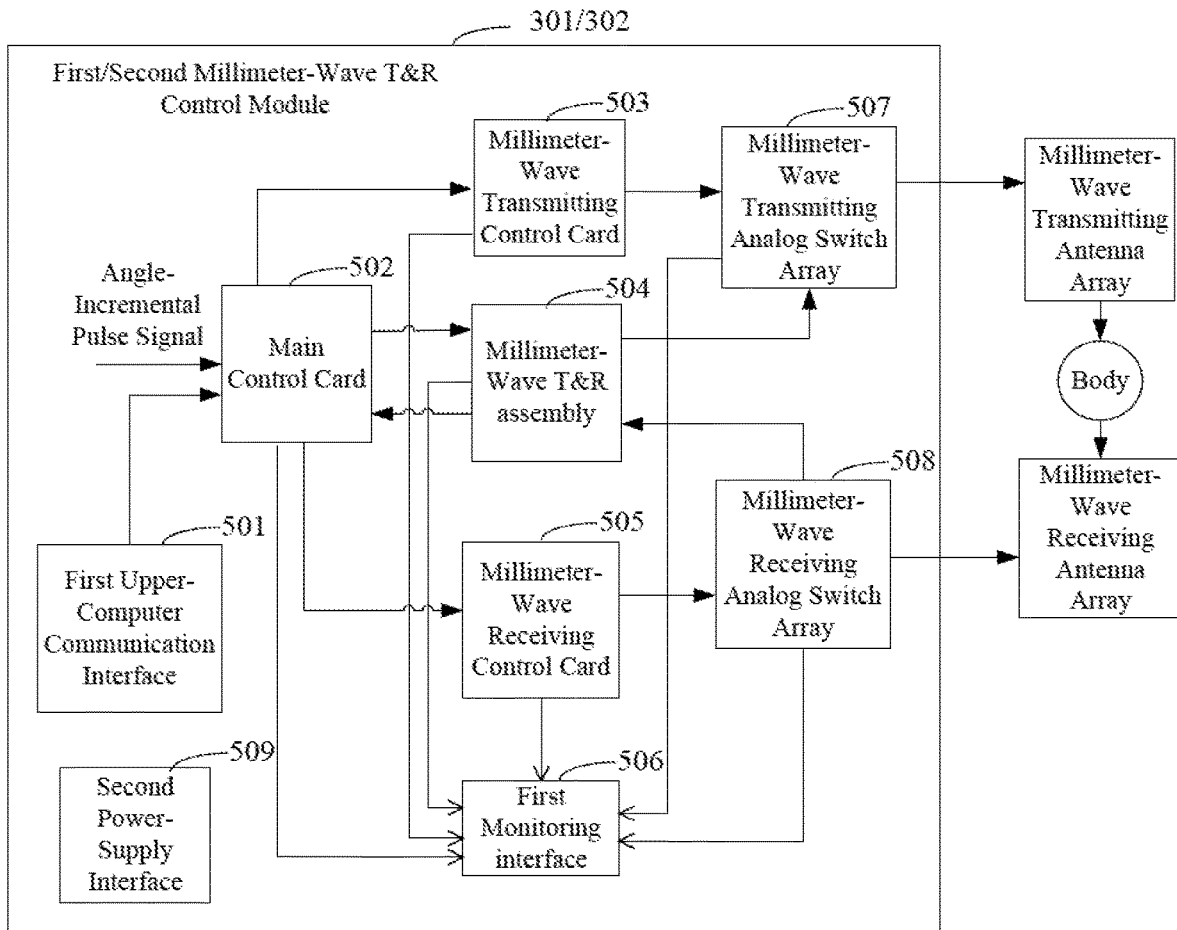 301/302
First/Second Millimeter-Wave T&R
Control Module
503
Millimeter-
Wave
Transmitting
Control Card
507
Millimeter-
Wave
Transmitting
Analog Switch
Array
Millimeter-
Wave
Transmitting
Antenna
Array
Angle-
Incremental
Pulse Signal
502
Main
Control Card
504
Millimeter-
Wave T&R
assembly
Body
501
First Upper-
Computer
Communication
Interface
505
Millimeter-
Wave
Receiving
Control Card
508
Millimeter-
Wave
Receiving
Analog Switch
Array
Millimeter-
Wave
Receiving
Antenna
Array
509
Second
Power-
Supply
Interface
506
First
Monitoring
interface